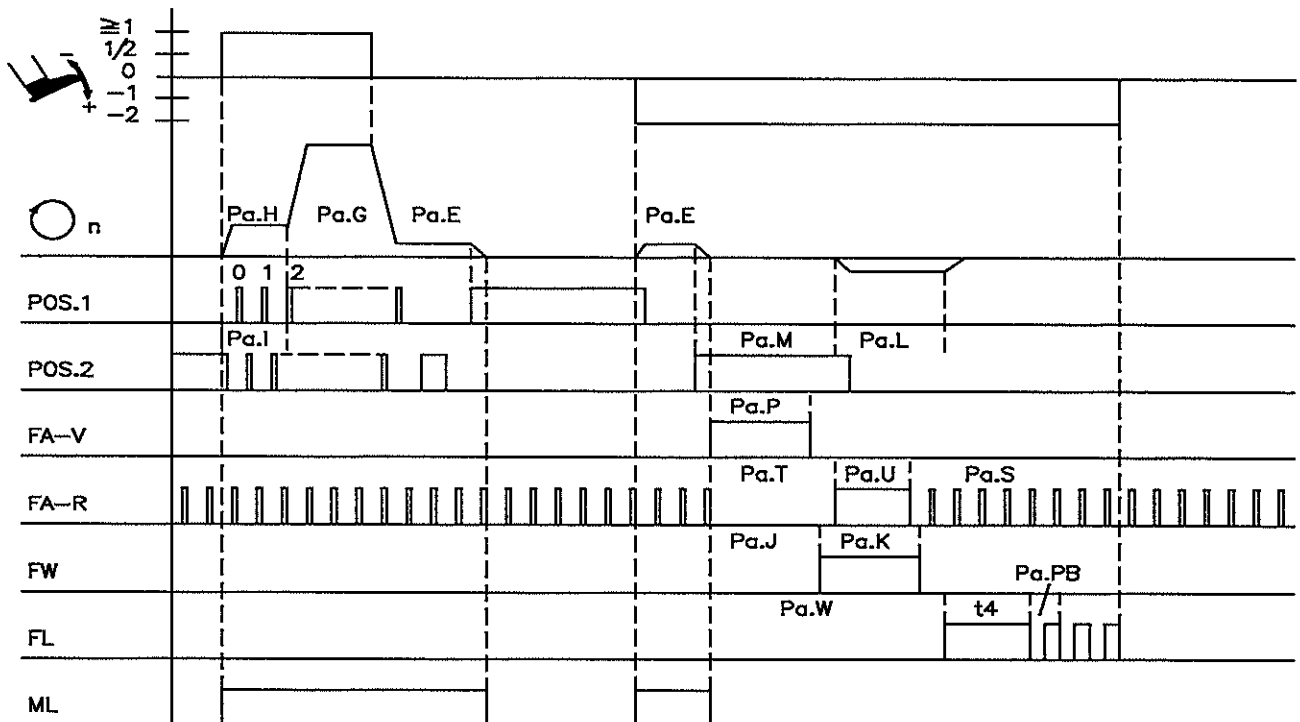 ≧1
1/2
0
−
−1
+
−2
n
Pa.H Pa.G Pa.E Pa.E
0 1 2
POS.1
Pa.I Pa.M Pa.L
POS.2
Pa.P
FA−V
Pa.T Pa.U Pa.S
FA−R
Pa.J Pa.K
FW
Pa.PB
Pa.W t4
FL
ML